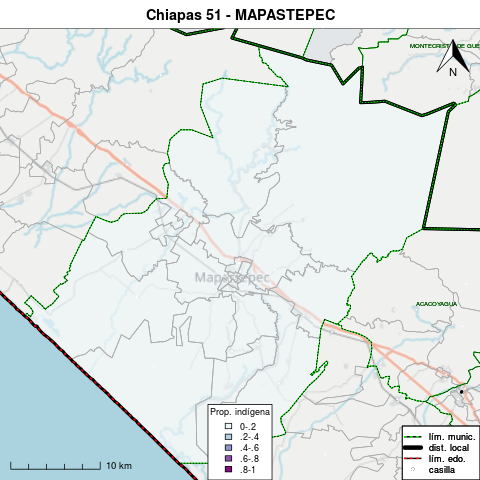 Chiapas 51 - MAPASTEPEC
MONTECRISTO DE GUE
N
Mapastepec
ACACOYAGUA
Prop. indígena
0-.2
.2-.4
.4-.6
.6-.8
.8-1
lím. munic.
dist. local
lím. edo.
casilla
10 km